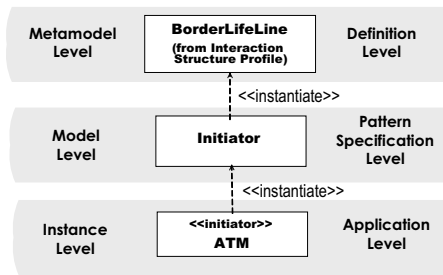 Metamodel
Level
BorderLifeLine
(from Interaction
Structure Profile)
Definition
Level
<<instantiate>>
Model
Level
Initiator
Pattern
Specification
Level
<<instantiate>>
Instance
Level
<<initiator>>
ATM
Application
Level